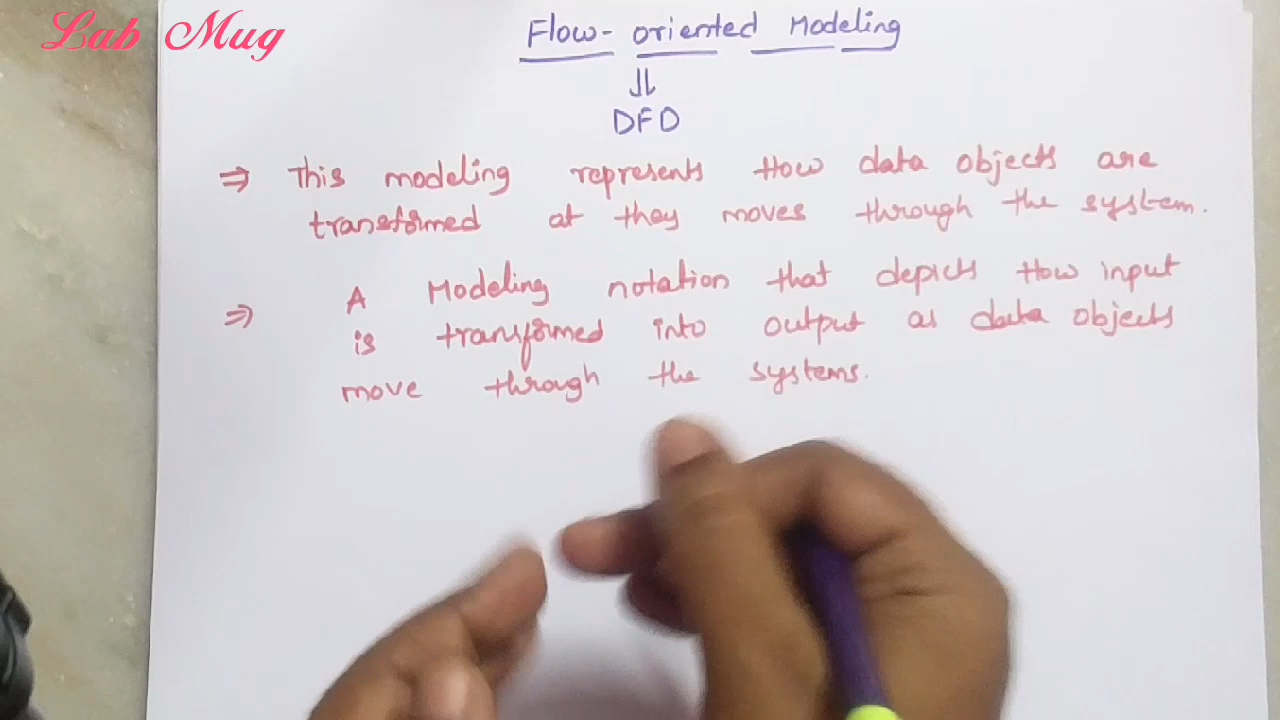 Lab Mug
Flow- oriented Modeling
⇓
DFD
⇒ This modeling represents How data objects are
transformed at they moves through the system.
⇒ A Modeling notation that depicts How input
is transformed into output as data objects
move through the systems.